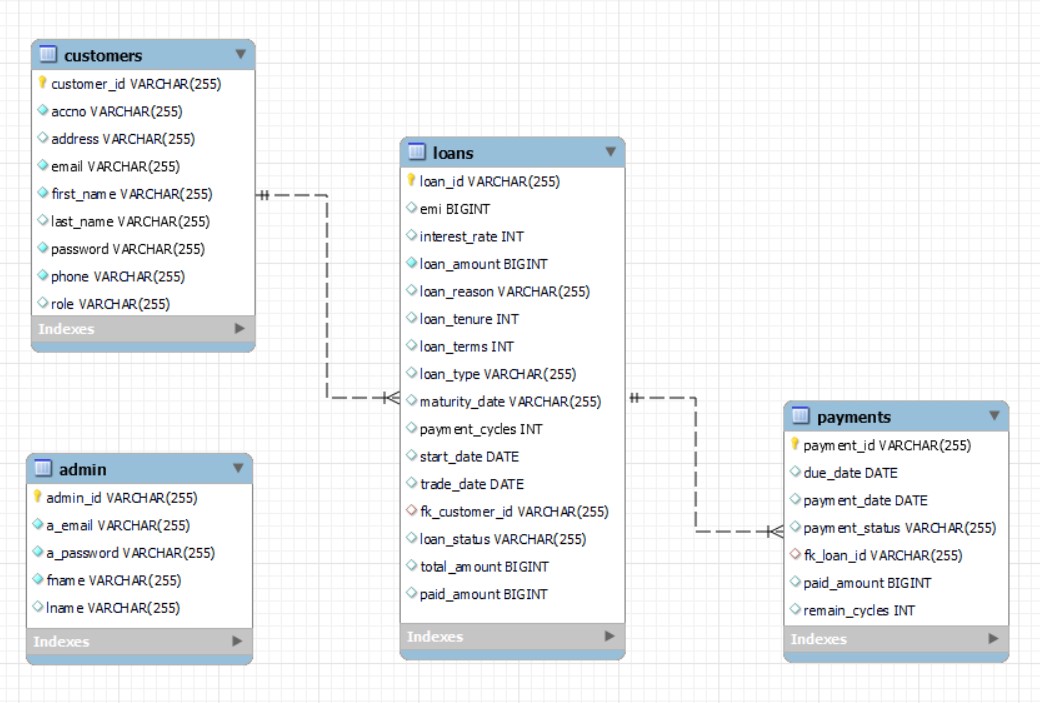 customers
customer_id VARCHAR(255)
accno VARCHAR(255)
address VARCHAR(255)
email VARCHAR(255)
first_name VARCHAR(255)
last_name VARCHAR(255)
password VARCHAR(255)
phone VARCHAR(255)
role VARCHAR(255)
Indexes
admin
admin_id VARCHAR(255)
a_email VARCHAR(255)
a_password VARCHAR(255)
fname VARCHAR(255)
lname VARCHAR(255)
Indexes
loans
loan_id VARCHAR(255)
emi BIGINT
interest_rate INT
loan_amount BIGINT
loan_reason VARCHAR(255)
loan_tenure INT
loan_terms INT
loan_type VARCHAR(255)
maturity_date VARCHAR(255)
payment_cycles INT
start_date DATE
trade_date DATE
fk_customer_id VARCHAR(255)
loan_status VARCHAR(255)
total_amount BIGINT
paid_amount BIGINT
Indexes
payments
payment_id VARCHAR(255)
due_date DATE
payment_date DATE
payment_status VARCHAR(255)
fk_loan_id VARCHAR(255)
paid_amount BIGINT
remain_cycles INT
Indexes